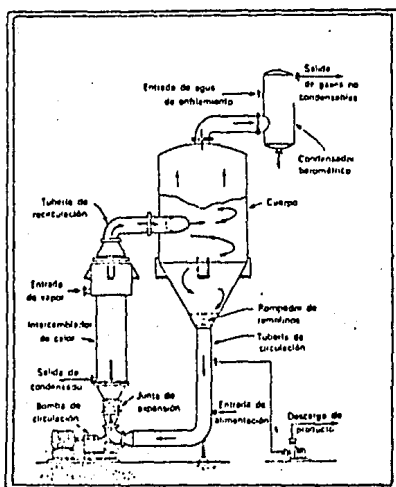 Salida
de gases no
condensables
Entrada de agua
de enfriamiento
Condensador
barométrico
Tubería de
recirculación
Cuerpo
Entrada
de vapor
Rompedor de
remolinos
Intercambiador
de calor
Tubería de
circulación
Salida de
condensado
Junta de
expansión
Bomba de
circulación
Entrada de
alimentación
Descarga de
producto